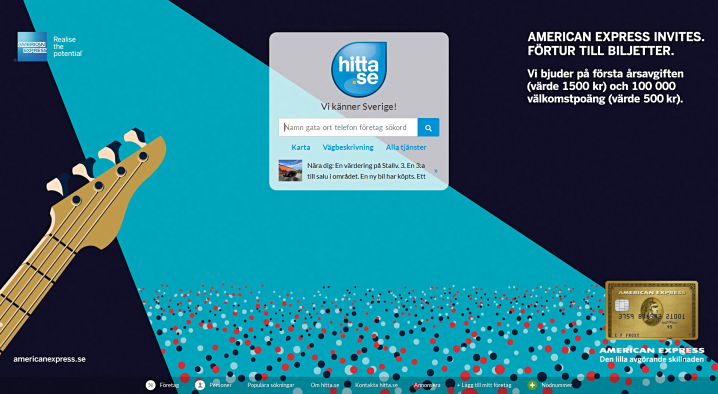 AMERICAN EXPRESS
Realise
the
potential
AMERICAN EXPRESS INVITES.
FÖRTUR TILL BILJETTER.
Vi bjuder på första årsavgiften
(värde 1500 kr) och 100 000
välkomstpoäng (värde 500 kr).
hitta
.se
Vi känner Sverige!
Namn gata ort telefon företag sökord
Karta Vägbeskrivning Alla tjänster
Nära dig: En värdering på Stallv. 3. En 3:a
till salu i området. En ny bil har köpts. Ett
AMERICAN EXPRESS
C F FROST
AMERICAN EXPRESS
Den lilla avgörande skillnaden
americanexpress.se
Företag Personer Populära sökningar Om hitta.se Kontakta hitta.se Annonsera + Lägg till mitt företag Nödnummer